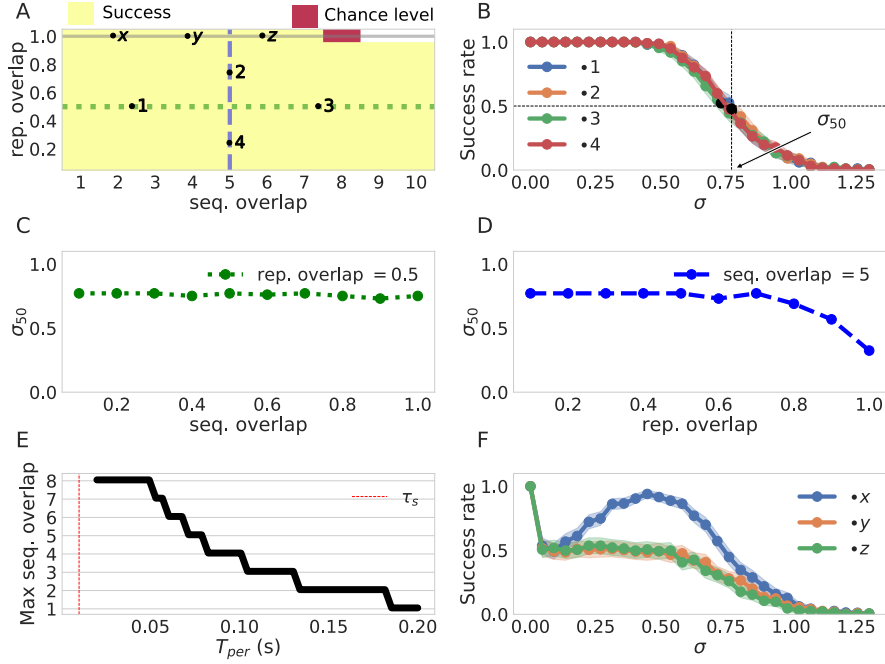 A
Success
Chance level
rep. overlap
1.0
0.8
0.6
0.4
0.2
x
y
z
2
1
3
4
1 2 3 4 5 6 7 8 9 10
seq. overlap
B
Success rate
1.0
0.5
0.0
1
2
3
4
σ50
0.00 0.25 0.50 0.75 1.00 1.25
σ
C
σ50
1.0
0.5
0.0
rep. overlap = 0.5
0.2 0.4 0.6 0.8 1.0
seq. overlap
D
σ50
1.0
0.5
0.0
seq. overlap = 5
0.2 0.4 0.6 0.8 1.0
rep. overlap
E
Max seq. overlap
8
7
6
5
4
3
2
1
τs
0.05 0.10 0.15 0.20
Tper (s)
F
Success rate
1.0
0.5
0.0
x
y
z
0.00 0.25 0.50 0.75 1.00 1.25
σ